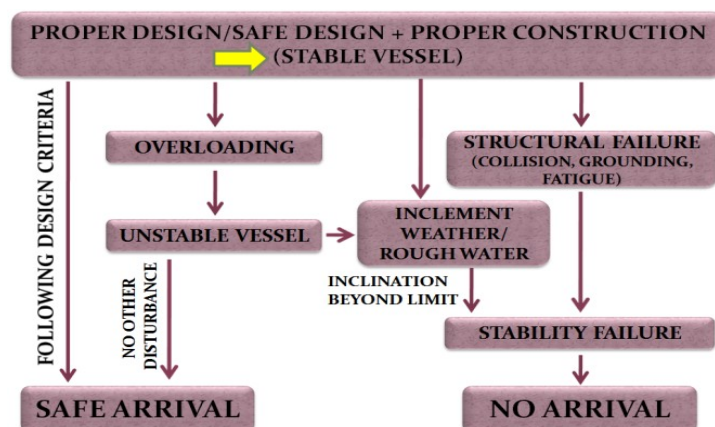 PROPER DESIGN/SAFE DESIGN + PROPER CONSTRUCTION
(STABLE VESSEL)
FOLLOWING DESIGN CRITERIA
OVERLOADING
STRUCTURAL FAILURE
(COLLISION, GROUNDING,
FATIGUE)
UNSTABLE VESSEL
INCLEMENT
WEATHER/
ROUGH WATER
NO OTHER
DISTURBANCE
INCLINATION
BEYOND LIMIT
STABILITY FAILURE
SAFE ARRIVAL
NO ARRIVAL